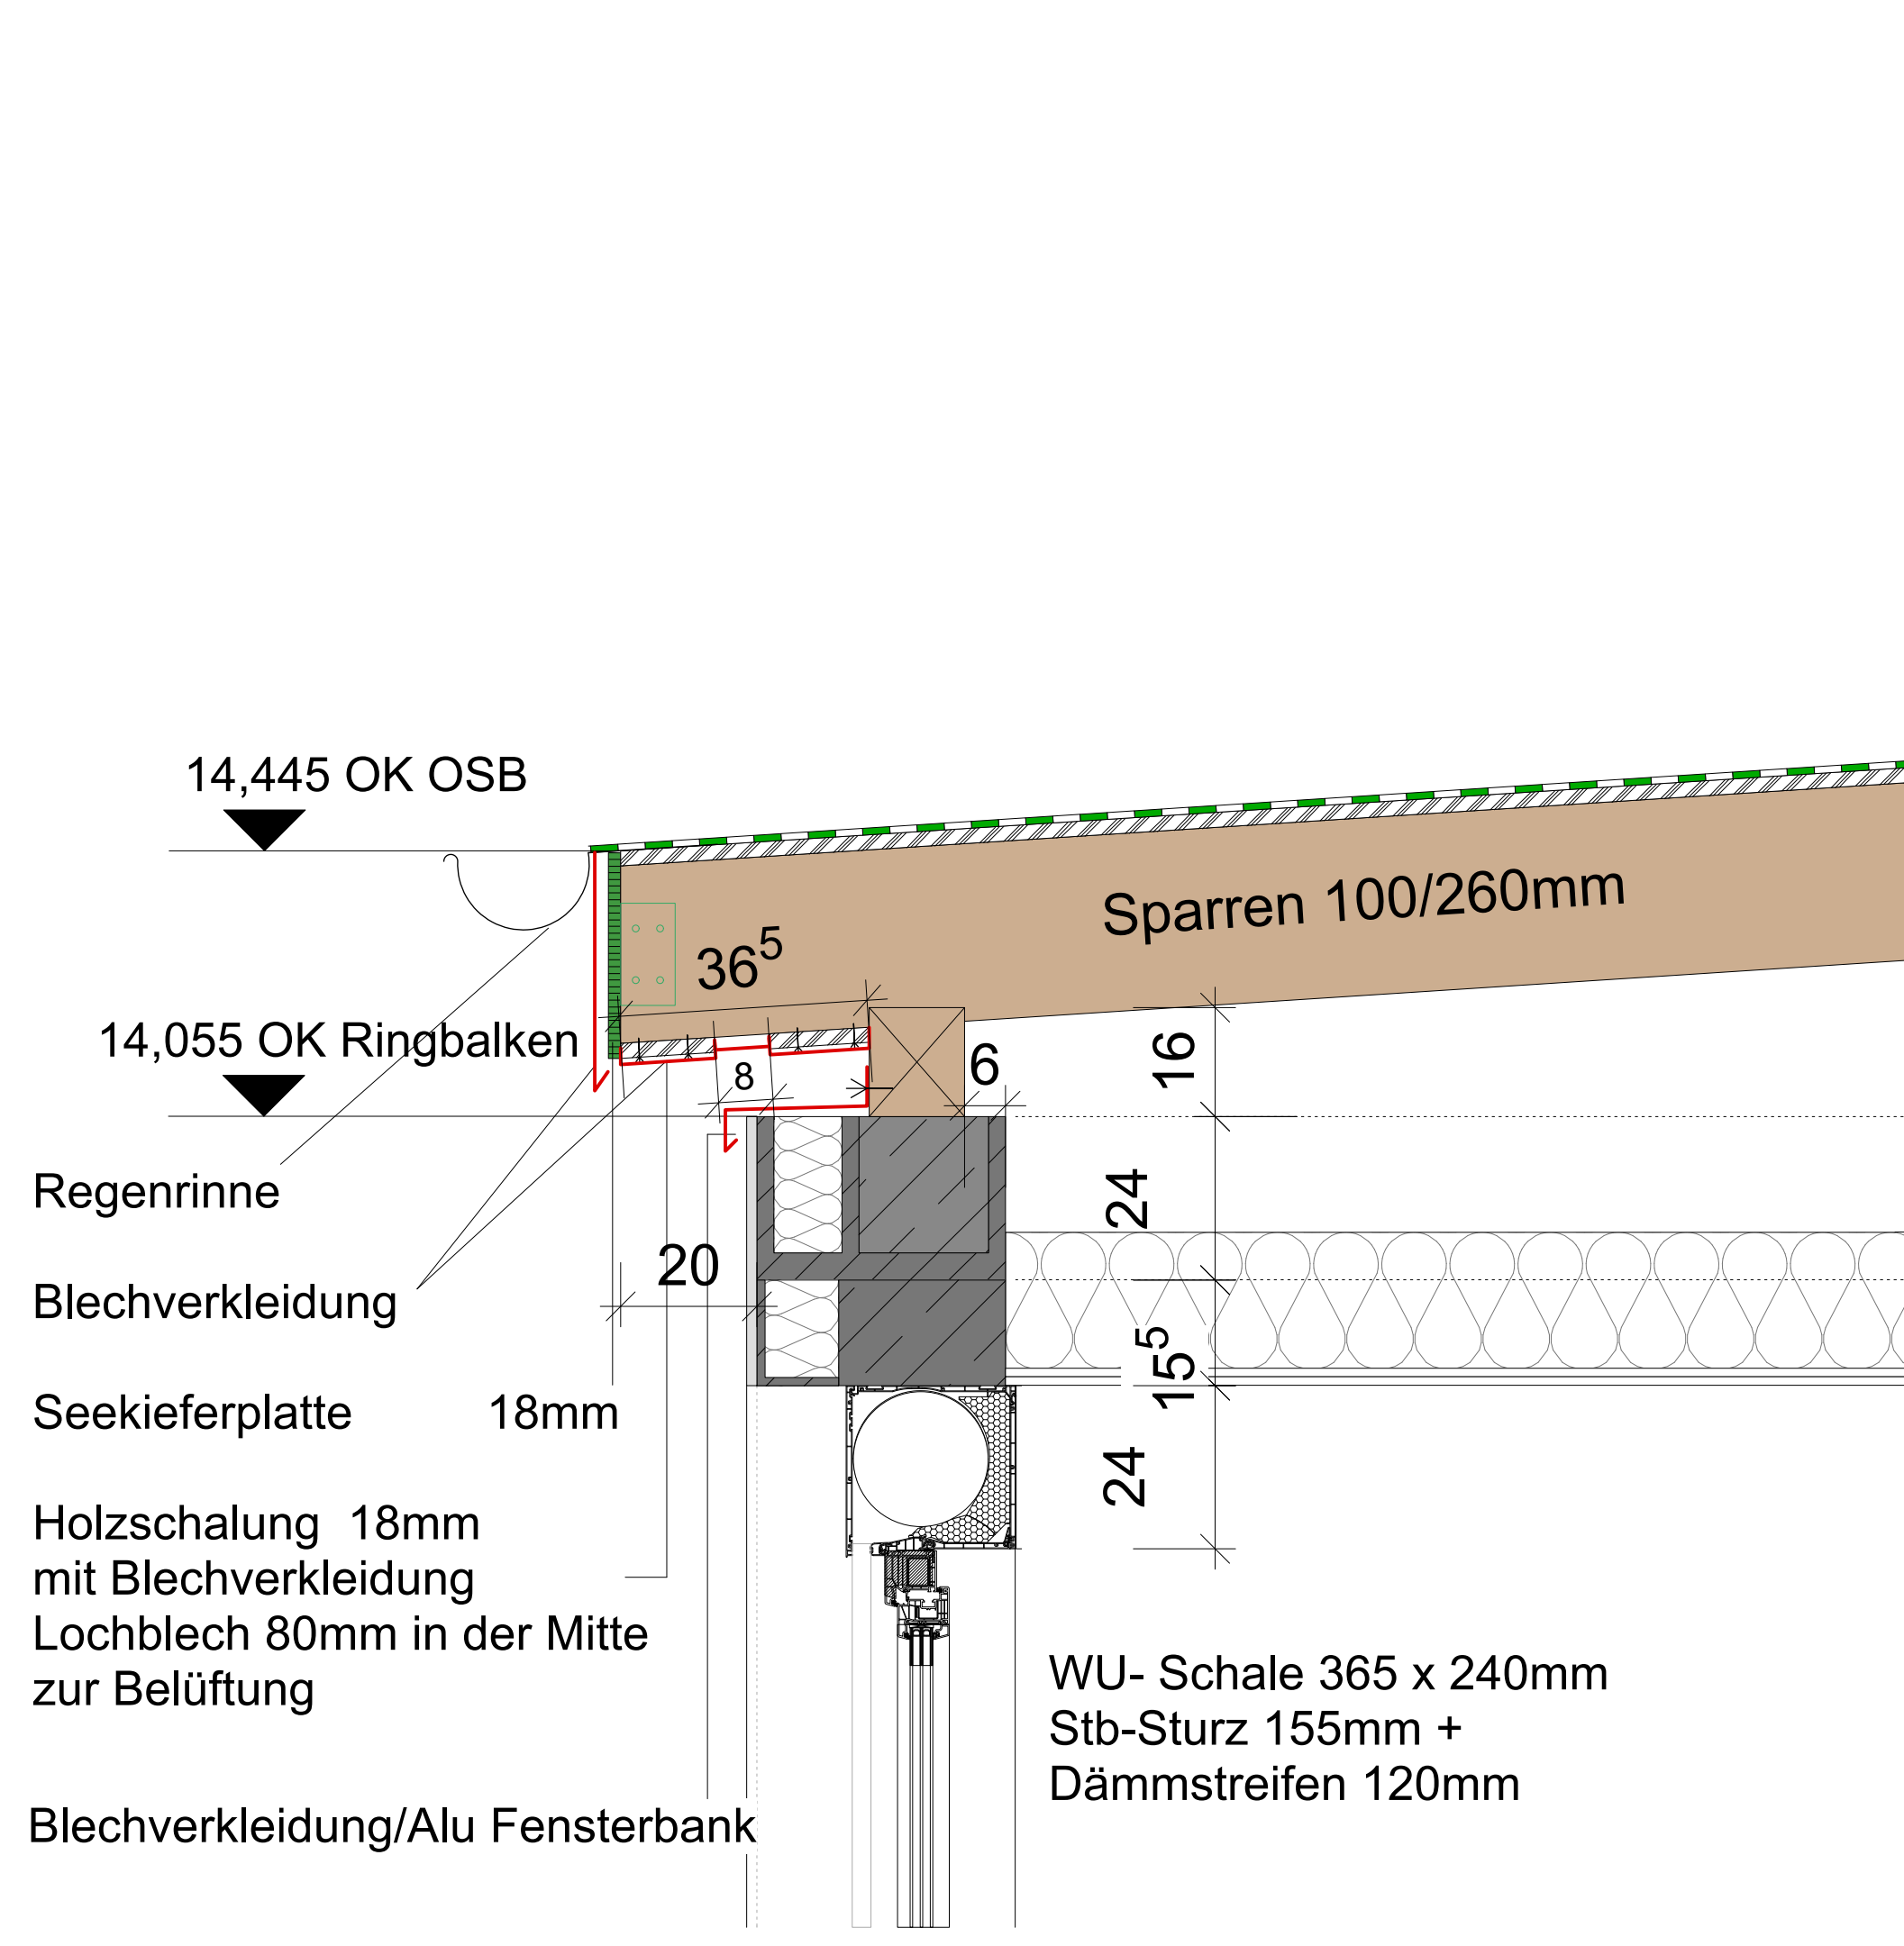 14,445 OK OSB
Sparren 100/260mm
36⁵
14,055 OK Ringbalken
8
6
16
Regenrinne
24
20
Blechverkleidung
15⁵
Seekieferplatte 18mm
24
Holzschalung 18mm
mit Blechverkleidung
Lochblech 80mm in der Mitte
zur Belüftung
WU- Schale 365 x 240mm
Stb-Sturz 155mm +
Dämmstreifen 120mm
Blechverkleidung/Alu Fensterbank